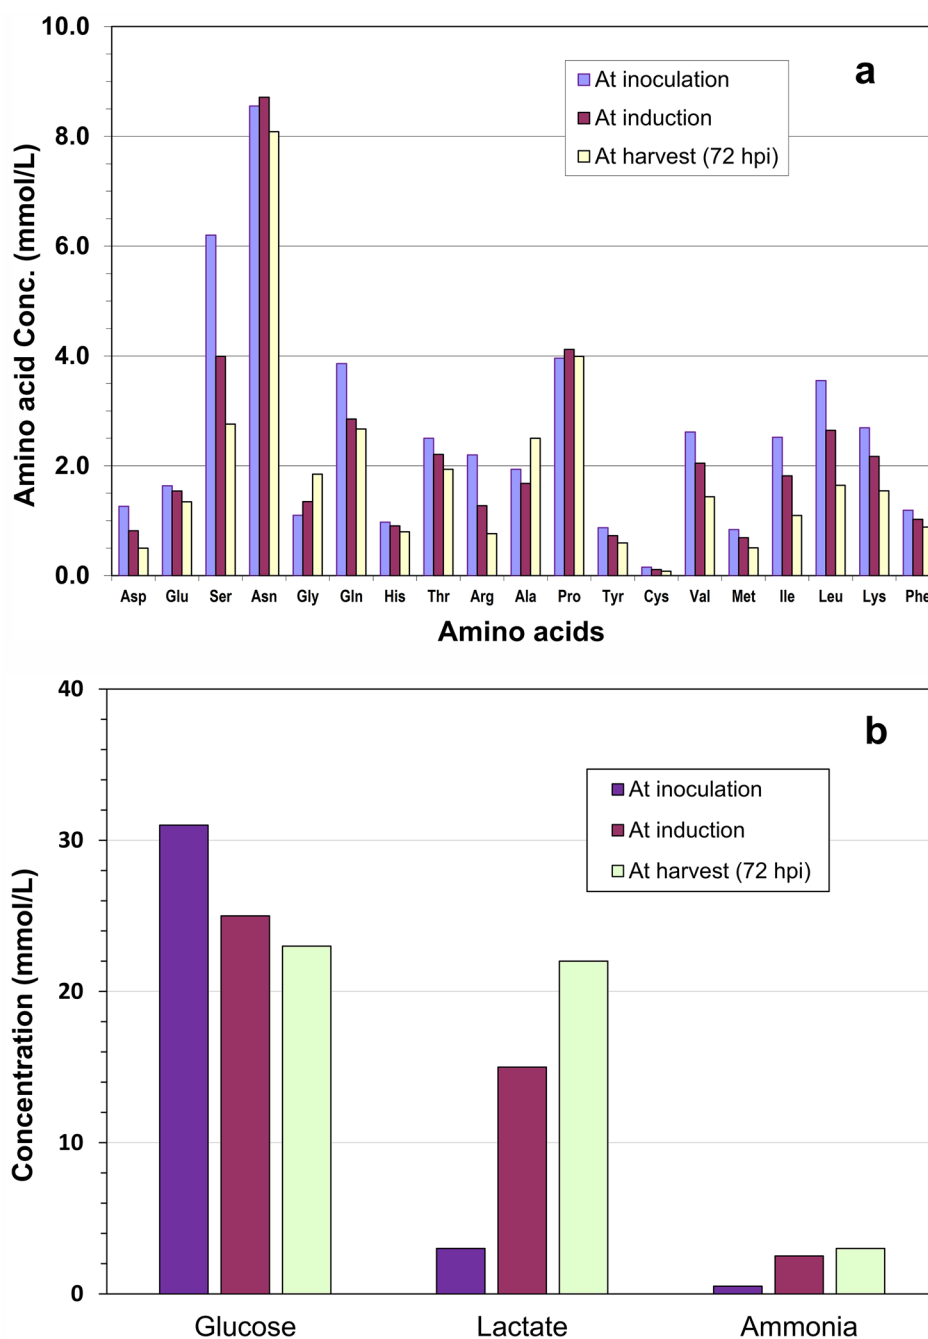 a
At inoculation
At induction
At harvest (72 hpi)
Amino acid Conc. (mmol/L)
10.0
8.0
6.0
4.0
2.0
0.0
Asp Glu Ser Asn Gly Gln His Thr Arg Ala Pro Tyr Cys Val Met Ile Leu Lys Phe
Amino acids
b
At inoculation
At induction
At harvest (72 hpi)
Concentration (mmol/L)
40
30
20
10
0
Glucose Lactate Ammonia